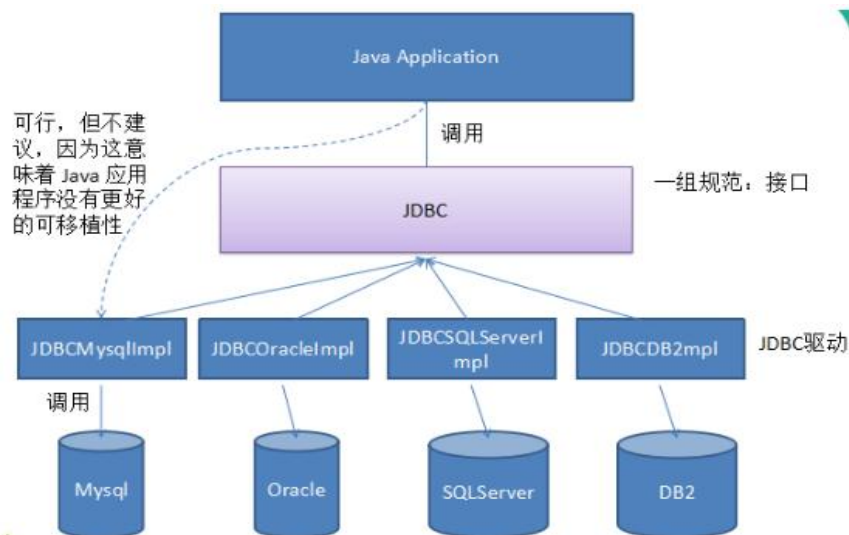 Java Application
可行，但不建
议，因为这意
味着 Java 应用
程序没有更好
的可移植性
调用
一组规范：接口
JDBC
JDBCMysqlImpl
JDBCOracleImpl
JDBCSQLServerI
mpl
JDBCDB2mpl
JDBC驱动
调用
Mysql
Oracle
SQLServer
DB2